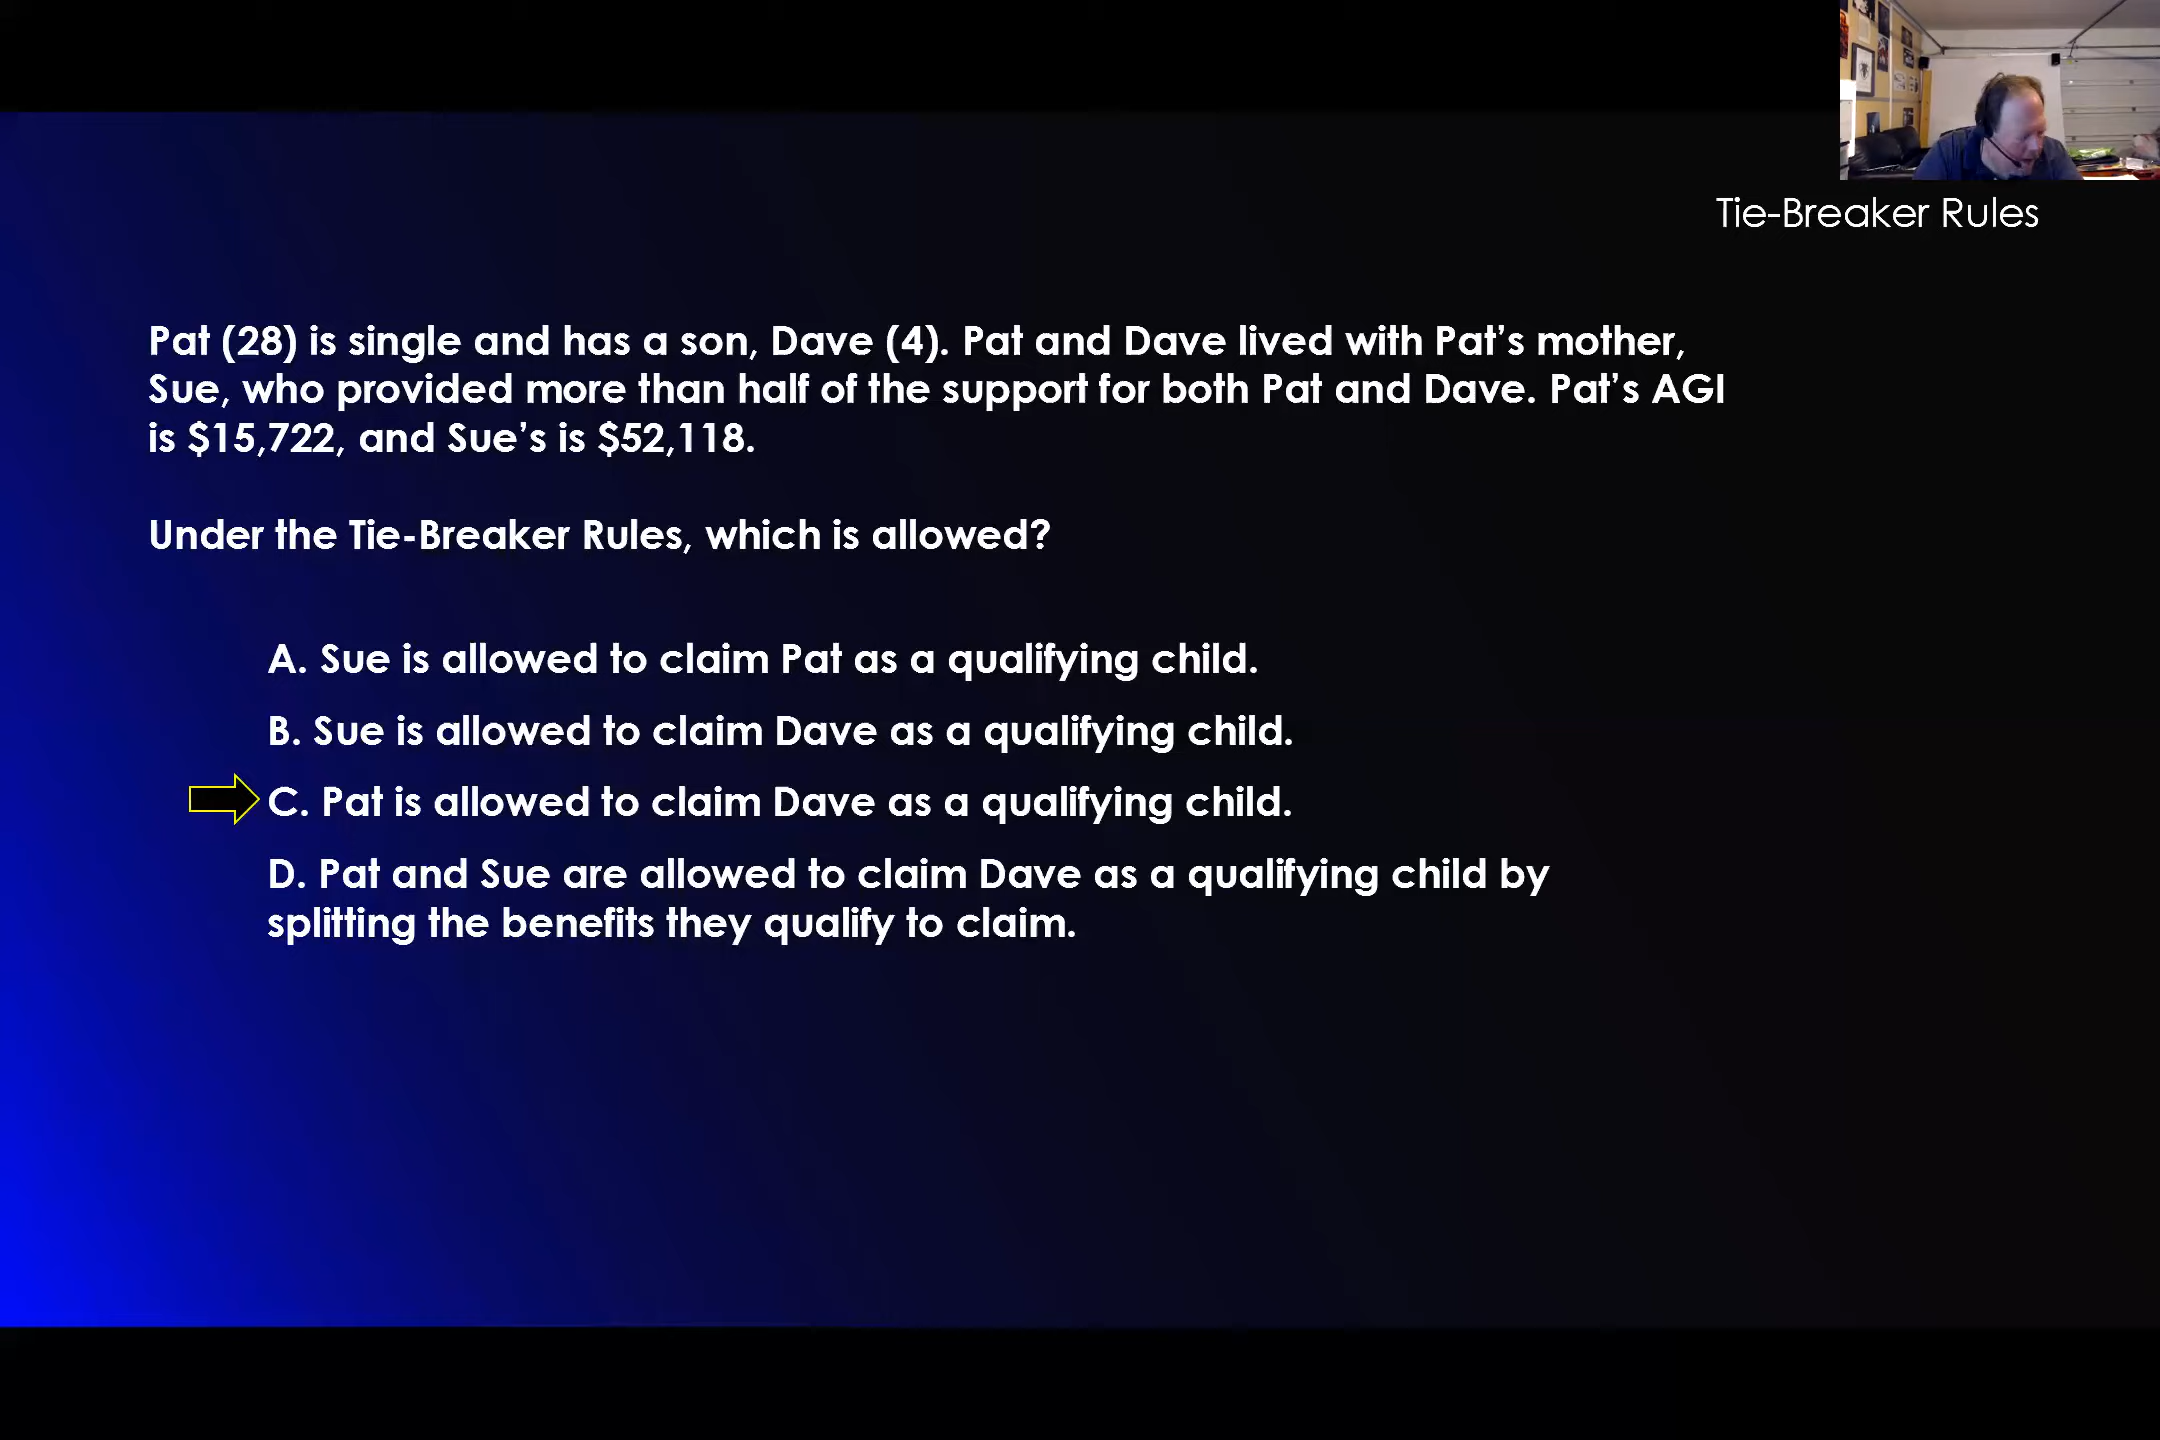 Tie-Breaker Rules
Pat (28) is single and has a son, Dave (4). Pat and Dave lived with Pat’s mother,
Sue, who provided more than half of the support for both Pat and Dave. Pat’s AGI
is $15,722, and Sue’s is $52,118.
Under the Tie-Breaker Rules, which is allowed?
A. Sue is allowed to claim Pat as a qualifying child.
B. Sue is allowed to claim Dave as a qualifying child.
C. Pat is allowed to claim Dave as a qualifying child.
D. Pat and Sue are allowed to claim Dave as a qualifying child by
splitting the benefits they qualify to claim.